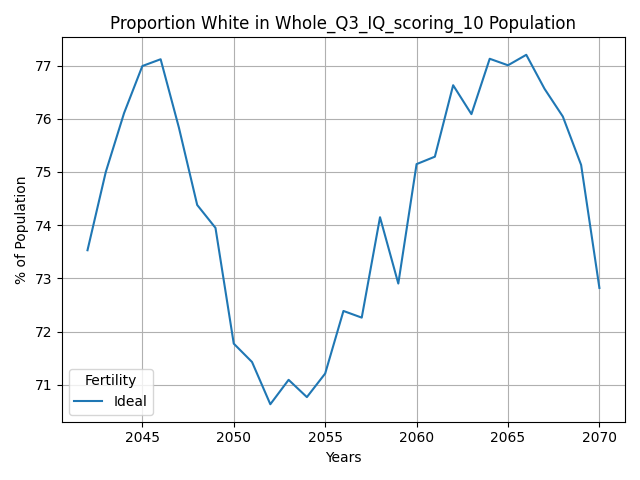 Proportion White in Whole_Q3_IQ_scoring_10 Population
% of Population
77
76
75
74
73
72
71
Fertility
Ideal
2045 2050 2055 2060 2065 2070
Years